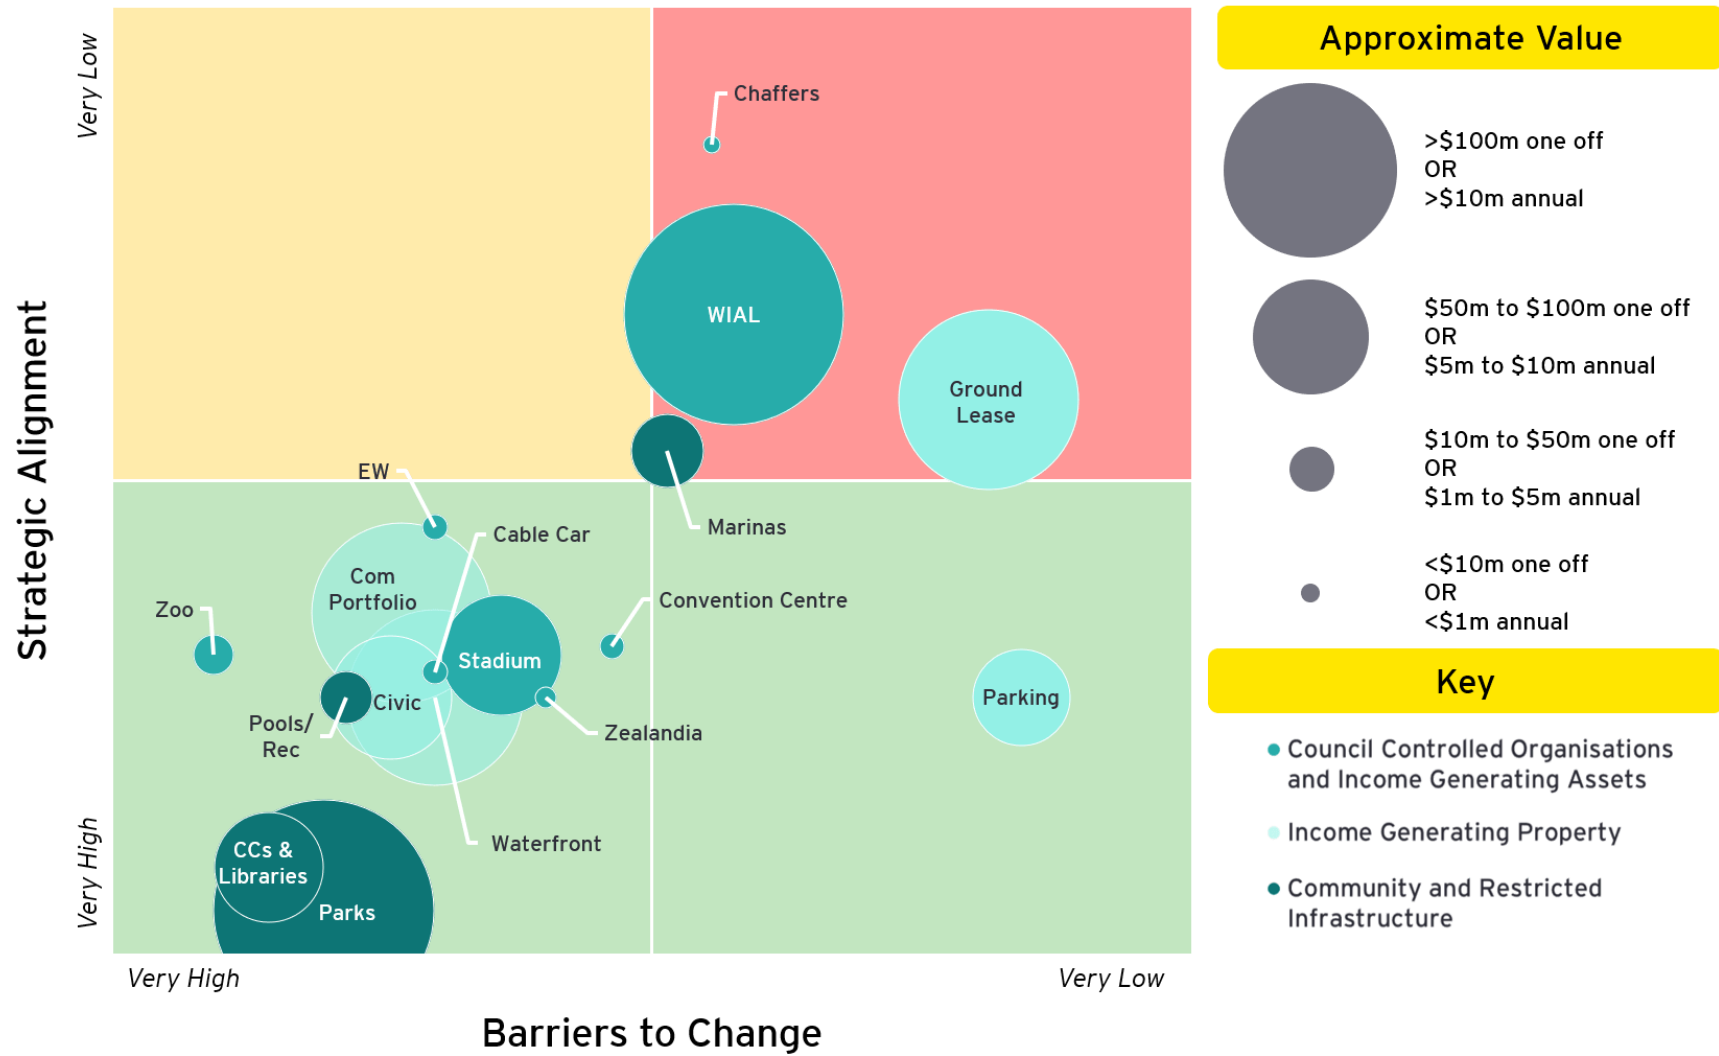 Very Low
Strategic Alignment
Very High
Chaffers
WIAL
Ground
Lease
EW
Marinas
Cable Car
Com
Portfolio
Zoo
Convention Centre
Stadium
Parking
Civic
Pools/
Rec
Zealandia
Waterfront
CCs &
Libraries
Parks
Very High
Very Low
Barriers to Change
Approximate Value
>$100m one off
OR
>$10m annual
$50m to $100m one off
OR
$5m to $10m annual
$10m to $50m one off
OR
$1m to $5m annual
<$10m one off
OR
<$1m annual
Key
Council Controlled Organisations
and Income Generating Assets
Income Generating Property
Community and Restricted
Infrastructure